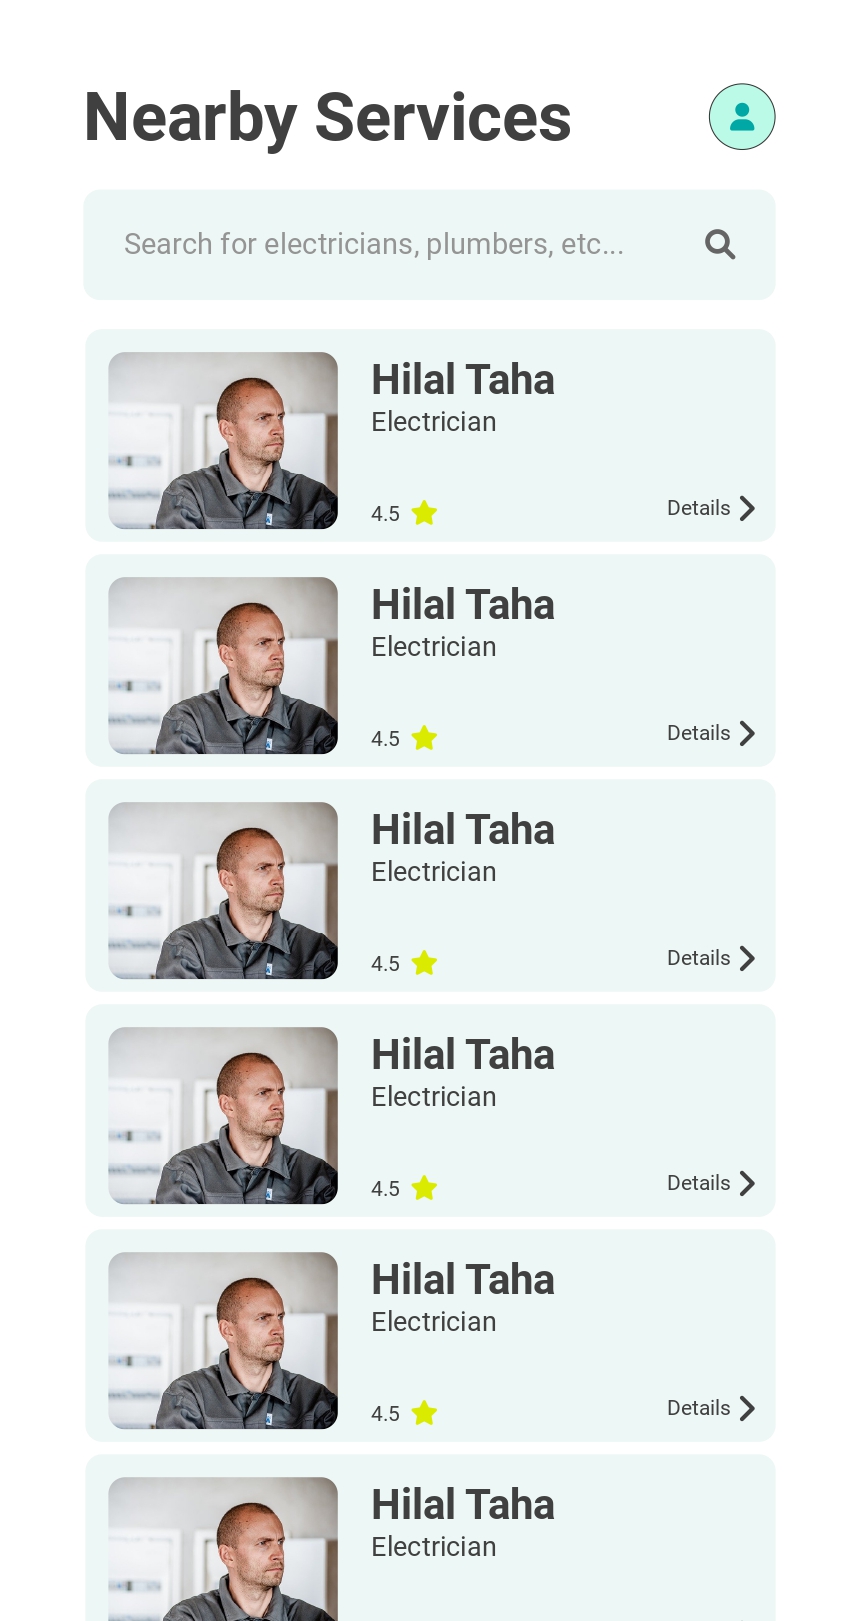 Nearby Services
Search for electricians, plumbers, etc...
Hilal Taha
Electrician
4.5
Details
Hilal Taha
Electrician
4.5
Details
Hilal Taha
Electrician
4.5
Details
Hilal Taha
Electrician
4.5
Details
Hilal Taha
Electrician
4.5
Details
Hilal Taha
Electrician